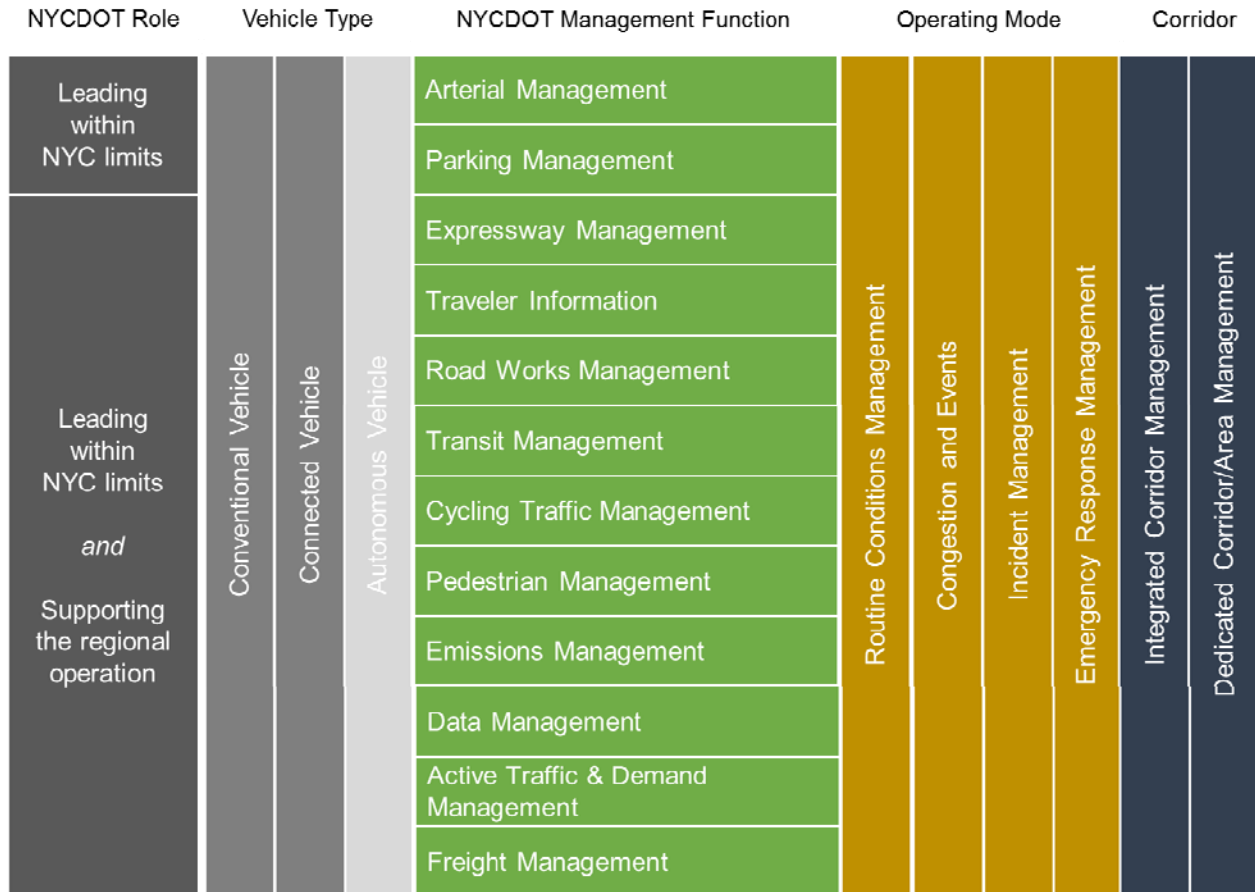 NYCDOT Role
Vehicle Type
NYCDOT Management Function
Operating Mode
Corridor
Leading
within
NYC limits
Leading
within
NYC limits
and
Supporting
the regional
operation
Conventional Vehicle
Connected Vehicle
Autonomous Vehicle
Arterial Management
Parking Management
Expressway Management
Traveler Information
Road Works Management
Transit Management
Cycling Traffic Management
Pedestrian Management
Emissions Management
Data Management
Active Traffic & Demand
Management
Freight Management
Routine Conditions Management
Congestion and Events
Incident Management
Emergency Response Management
Integrated Corridor Management
Dedicated Corridor/Area Management